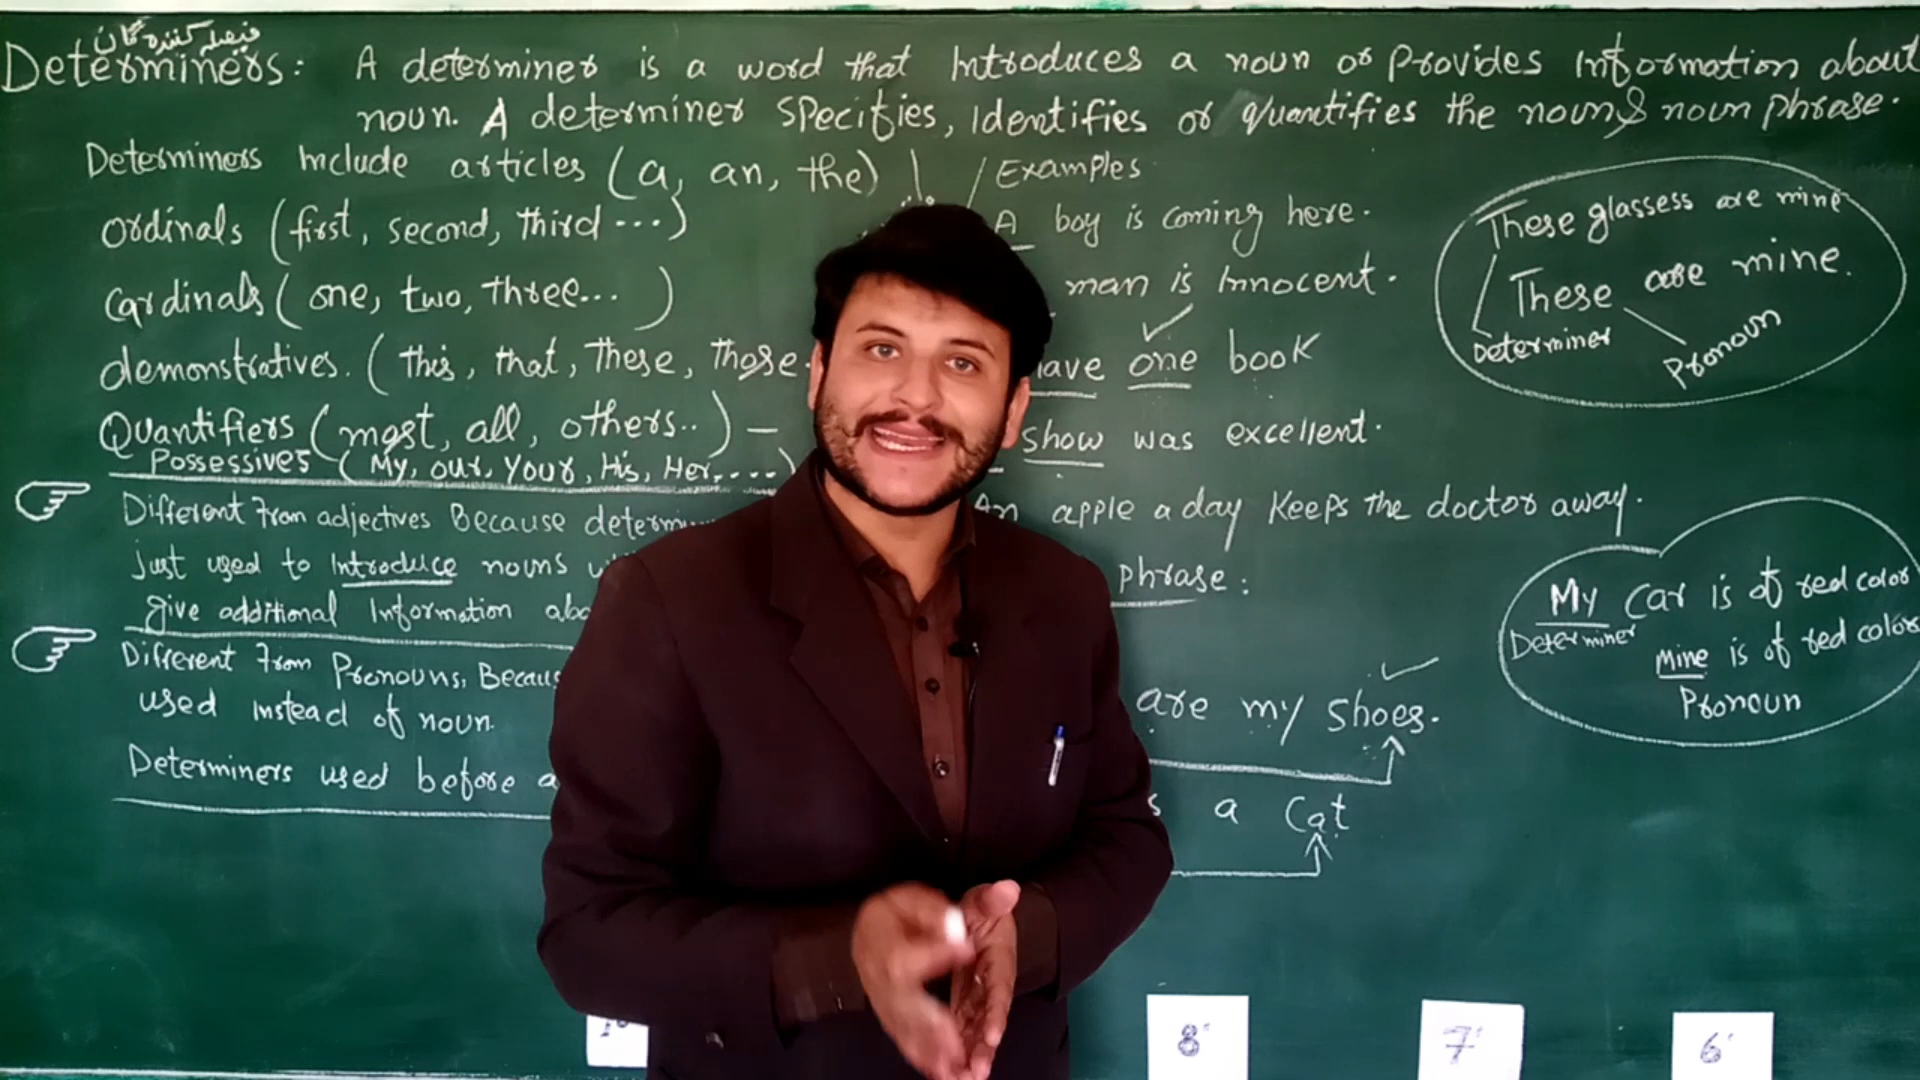 فیصلہ کنندہ گان
Determiners: A determiner is a word that Introduces a noun or Provides Information about
noun. A determiner specifies, Identifies or quantifies the noun & noun phrase.
Determiners Include articles (a, an, the)
ordinals (first, second, third ...)
Cardinals (one, two, three... )
demonstratives. (this, that, These, those.
Quantifiers (most, all, others..) —
Possessives (My, our, Your, His, Her,....)
Different from adjectives Because
just used to Introduce nouns
give additional Information
Different from Pronouns, Because
used instead of noun.
Determiners used before a
Examples
A boy is coming here.
man is Innocent.
have one book
show was excellent.
An apple a day Keeps the doctor away.
phrase:
are my shoes.
a Cat
These glassess are mine
These are mine.
Determiner
Pronoun
My Car is of red color
Determiner
Mine is of red color
Pronoun
8
7
6